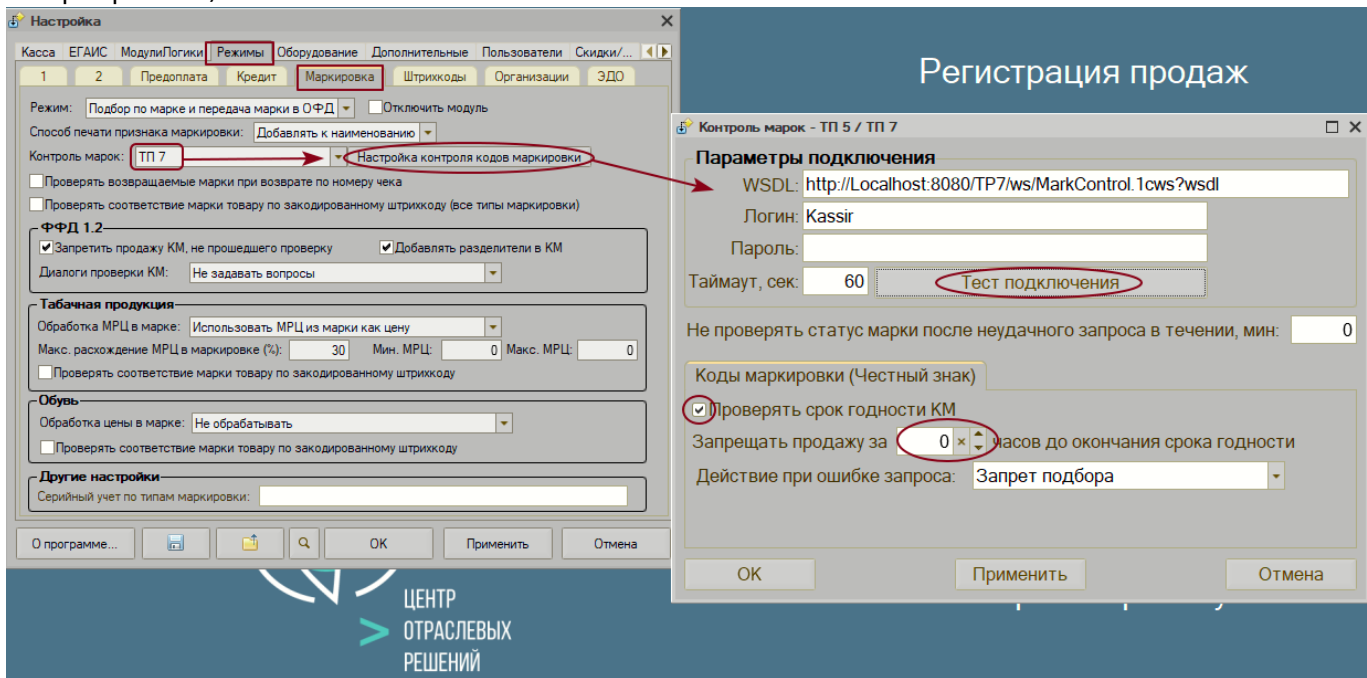 Настройка
Касса ЕГАИС МодулиЛогики Режимы Оборудование Дополнительные Пользователи Скидки/...
1 2 Предоплата Кредит Маркировка Штрихкоды Организации ЭДО
Режим: Подбор по марке и передача марки в ОФД Отключить модуль
Способ печати признака маркировки: Добавлять к наименованию
Контроль марок: ТП 7 Настройка контроля кодов маркировки
Проверять возвращаемые марки при возврате по номеру чека
Проверять соответствие марки товару по закодированному штрихкоду (все типы маркировки)
ФФД 1.2
Запретить продажу КМ, не прошедшего проверку Добавлять разделители в КМ
Диалоги проверки КМ: Не задавать вопросы
Табачная продукция
Обработка МРЦ в марке: Использовать МРЦ из марки как цену
Макс. расхождение МРЦ в маркировке (%): 30 Мин. МРЦ: 0 Макс. МРЦ: 0
Проверять соответствие марки товару по закодированному штрихкоду
Обувь
Обработка цены в марке: Не обрабатывать
Проверять соответствие марки товару по закодированному штрихкоду
Другие настройки
Серийный учет по типам маркировки:
О программе... ОК Применить Отмена
Регистрация продаж
Контроль марок - ТП 5 / ТП 7
Параметры подключения
WSDL: http://Localhost:8080/TP7/ws/MarkControl.1cws?wsdl
Логин: Kassir
Пароль:
Таймаут, сек: 60 Тест подключения
Не проверять статус марки после неудачного запроса в течении, мин: 0
Коды маркировки (Честный знак)
Проверять срок годности КМ
Запрещать продажу за 0 часов до окончания срока годности
Действие при ошибке запроса: Запрет подбора
ОК Применить Отмена
ЦЕНТР
ОТРАСЛЕВЫХ
РЕШЕНИЙ